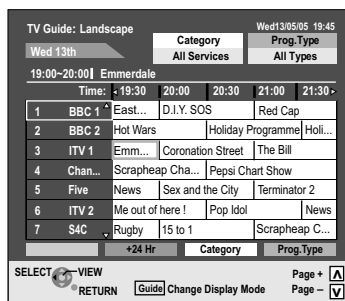 TV Guide: Landscape Wed13/05/05 19:45
Category Prog.Type
Wed 13th All Services All Types
19:00~20:00 Emmerdale
Time: 19:30 20:00 20:30 21:00 21:30
1 BBC 1 East... D.I.Y. SOS Red Cap
2 BBC 2 Hot Wars Holiday Programme Holi...
3 ITV 1 Emm... Coronation Street The Bill
4 Chan... Scrapheap Cha... Pepsi Chart Show
5 Five News Sex and the City Terminator 2
6 ITV 2 Me out of here ! Pop Idol News
7 S4C Rugby 15 to 1 Scrapheap C...
+24 Hr Category Prog.Type
SELECT VIEW Page +
RETURN Guide Change Display Mode Page –